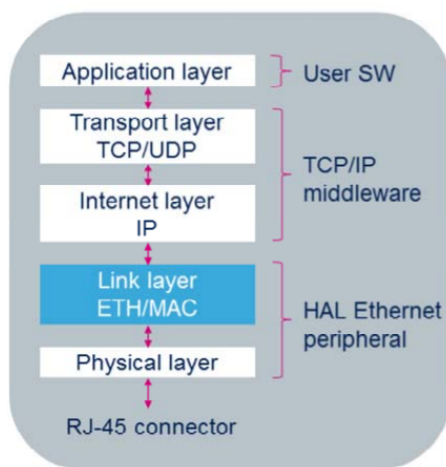 Application layer
User SW
Transport layer
TCP/UDP
TCP/IP
middleware
Internet layer
IP
Link layer
ETH/MAC
HAL Ethernet
peripheral
Physical layer
RJ-45 connector